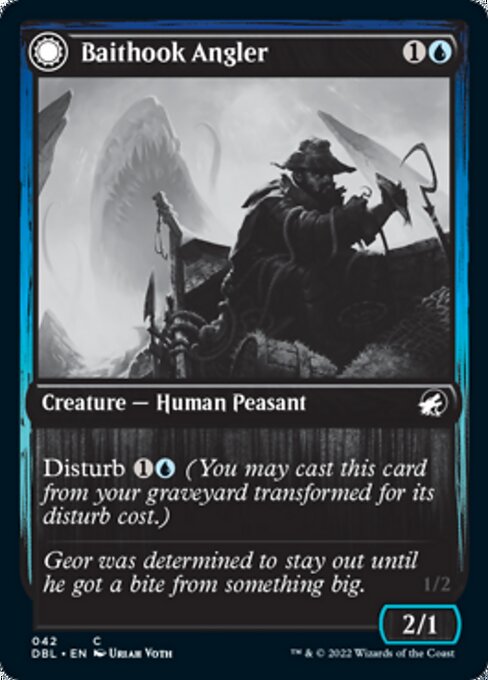 Baithook Angler 1
Creature — Human Peasant
Disturb 1 (You may cast this card
from your graveyard transformed for its
disturb cost.)
Geor was determined to stay out until
he got a bite from something big.
1/2
2/1
042 C
DBL • EN Uriah Voth
™ & © 2022 Wizards of the Coast